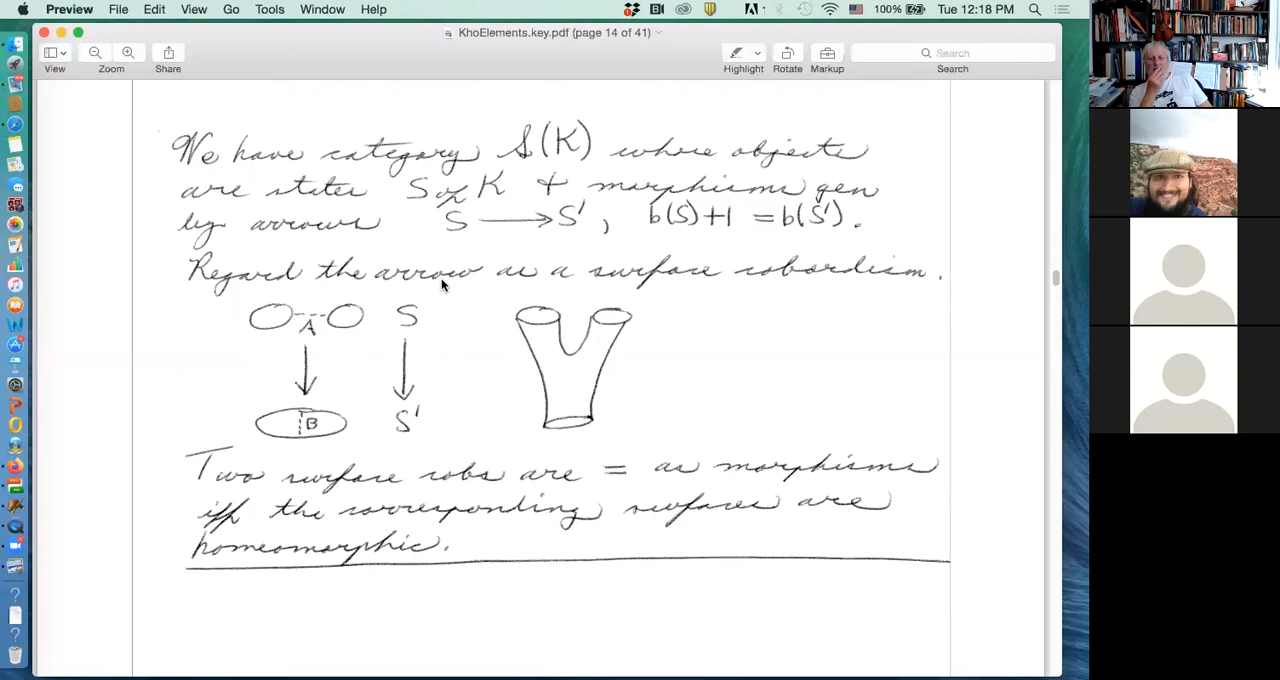 Preview File Edit View Go Tools Window Help
100% Tue 12:18 PM
KhoElements.key.pdf (page 14 of 41)
View Zoom Share Highlight Rotate Markup Search
Search
We have category S(K) where objects
are states S of K + morphisms gen
by arrows S ⟶ S', b(S)+1 = b(S').
Regard the arrow as a surface cobordism.
A S
B S'
Two surface cobs are = as morphisms
iff the corresponding surfaces are
homeomorphic.